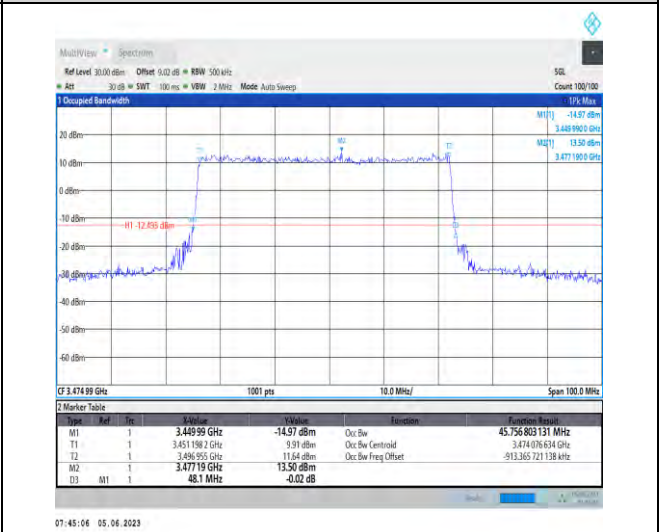 MultiView Spectrum
Ref Level 30.00 dBm Offset 9.02 dB RBW 500 kHz SGL
Att 30 dB SWT 100 ms VBW 2 MHz Mode Auto Sweep Count 100/100
1 Occupied Bandwidth 1Pk Max
M1[1] -14.97 dBm
3.449 9900 GHz
20 dBm M2 T2 M2[1] 13.50 dBm
3.477 1900 GHz
10 dBm
0 dBm
-10 dBm
H1 -12.495 dBm
-20 dBm
-30 dBm
-40 dBm
-50 dBm
-60 dBm
CF 3.474 99 GHz 1001 pts 10.0 MHz/ Span 100.0 MHz
2 Marker Table
Type Ref Trc X-Value Y-Value Function Function Result
M1 1 3.449 99 GHz -14.97 dBm Occ Bw 45.756 803 131 MHz
T1 1 3.451 198 2 GHz 9.91 dBm Occ Bw Centroid 3.474 076 634 GHz
T2 1 3.496 955 GHz 11.64 dBm Occ Bw Freq Offset -913.365 721 138 kHz
M2 1 3.477 19 GHz 13.50 dBm
D3 M1 1 48.1 MHz -0.02 dB
07:45:06 05.06.2023